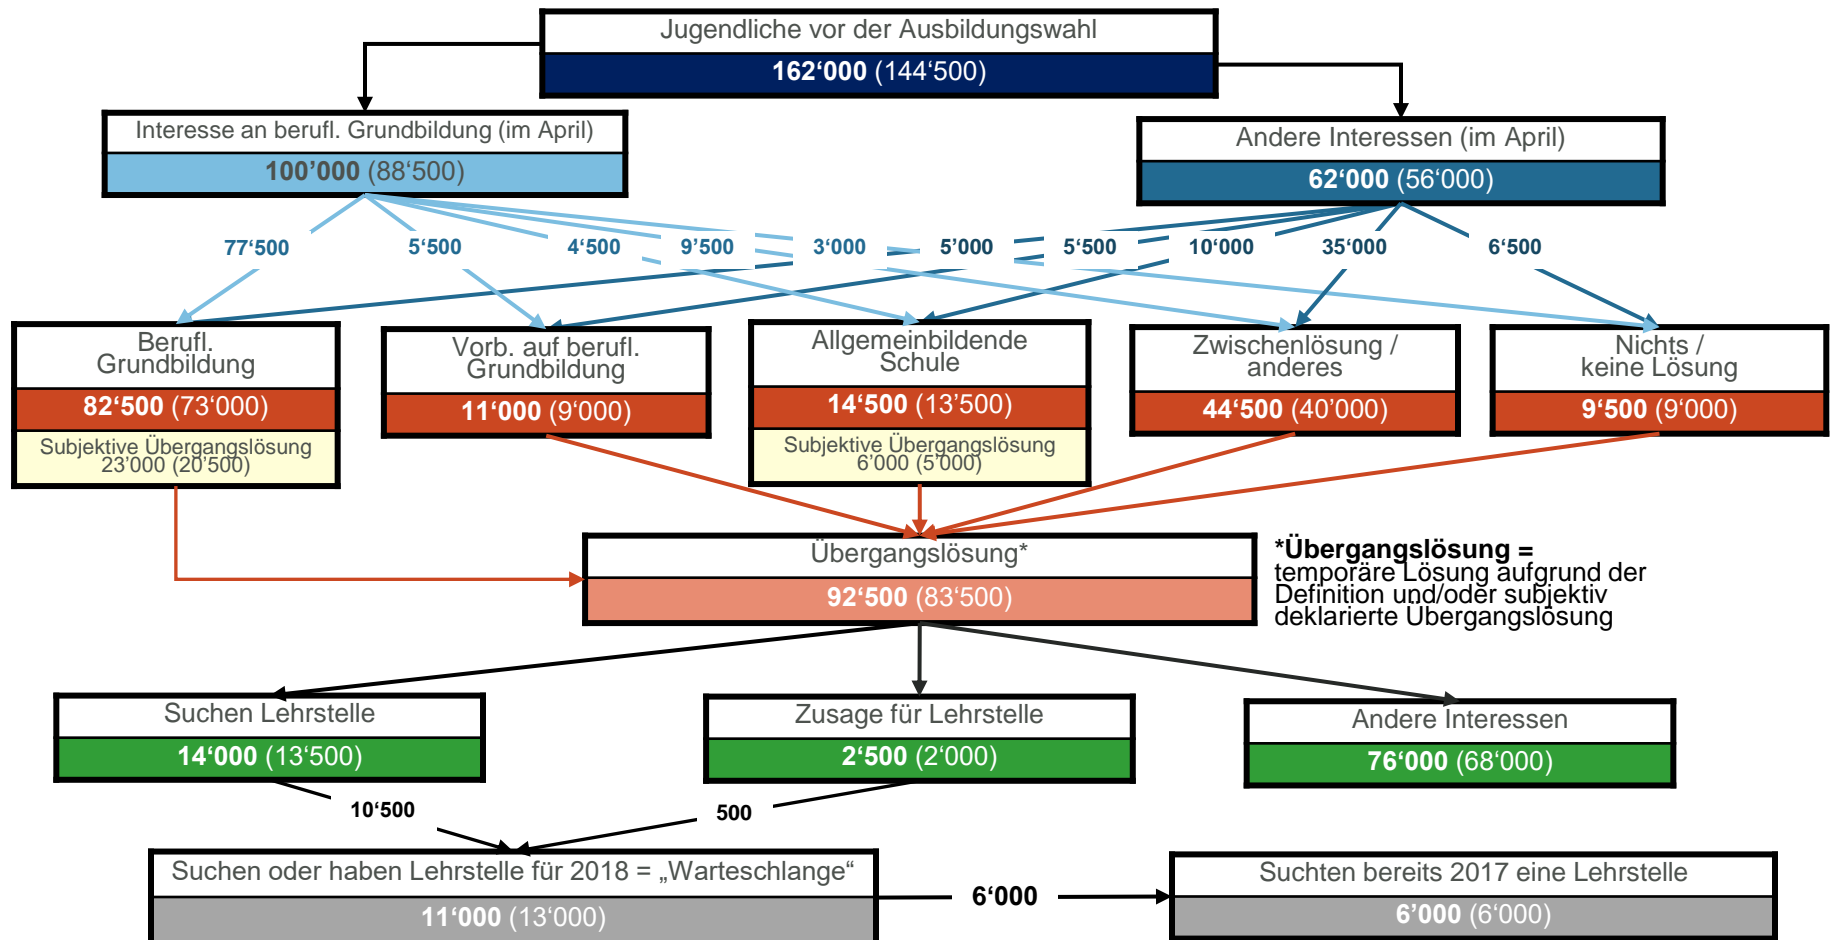 Jugendliche vor der Ausbildungswahl
162‘000 (144‘500)
Interesse an berufl. Grundbildung (im April)
100’000 (88‘500)
Andere Interessen (im April)
62‘000 (56‘000)
77‘500
5‘500
4‘500
9‘500
3‘000
5’000
5‘500
10‘000
35‘000
6‘500
Berufl.
Grundbildung
82‘500 (73‘000)
Subjektive Übergangslösung
23’000 (20’500)
Vorb. auf berufl.
Grundbildung
11‘000 (9‘000)
Allgemeinbildende
Schule
14‘500 (13‘500)
Subjektive Übergangslösung
6’000 (5’000)
Zwischenlösung /
anderes
44‘500 (40‘000)
Nichts /
keine Lösung
9‘500 (9‘000)
Übergangslösung*
92‘500 (83‘500)
*Übergangslösung =
temporäre Lösung aufgrund der
Definition und/oder subjektiv
deklarierte Übergangslösung
Suchen Lehrstelle
14‘000 (13‘500)
Zusage für Lehrstelle
2‘500 (2‘000)
Andere Interessen
76‘000 (68‘000)
10‘500
500
Suchen oder haben Lehrstelle für 2018 = „Warteschlange“
11‘000 (13‘000)
6‘000
Suchten bereits 2017 eine Lehrstelle
6‘000 (6‘000)